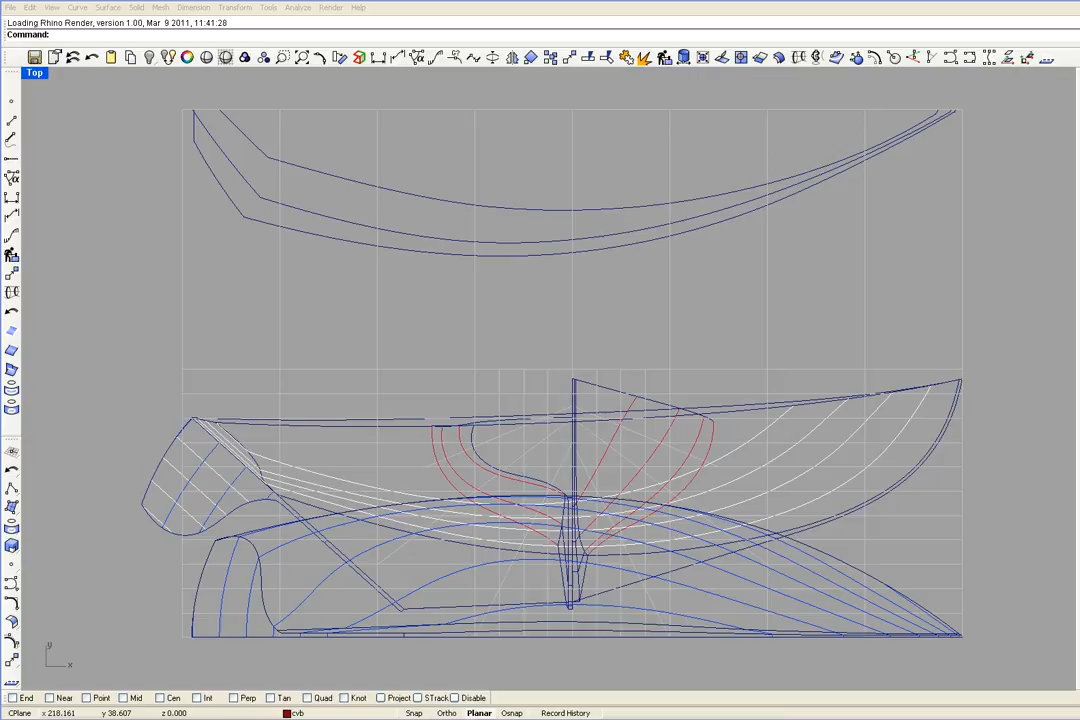 File Edit View Curve Surface Solid Mesh Dimension Transform Tools Analyze Render Help
Loading Rhino Render, version 1.00, Mar 9 2011, 11:41:28
Command:
Top
y
x
End Near Point Mid Cen Int Perp Tan Quad Knot Project STrack Disable
CPlane x 218.161 y 38.607 z 0.000 cvb Snap Ortho Planar Osnap Record History